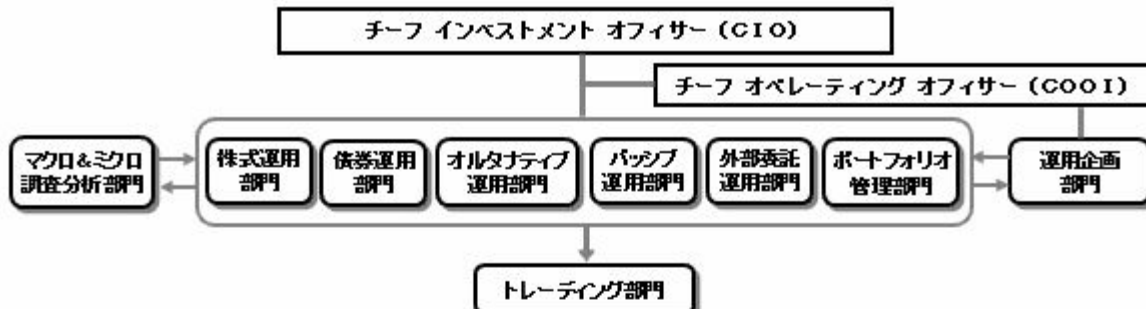 チーフ インベストメント オフィサー (CIO)
チーフ オペレーティング オフィサー (COOI)
マクロ&ミクロ
調査分析部門
株式運用
部門
債券運用
部門
オルタナティブ
運用部門
パッシブ
運用部門
外部委託
運用部門
ポートフォリオ
管理部門
運用企画
部門
トレーディング部門